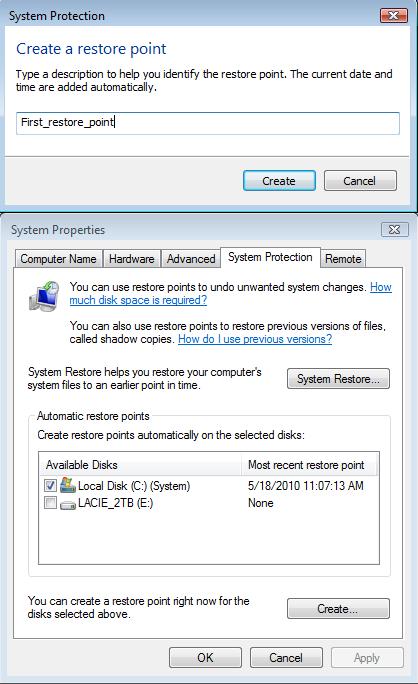 System Protection
Create a restore point
Type a description to help you identify the restore point. The current date and
time are added automatically.
First_restore_point
Create
Cancel
System Properties
Computer Name
Hardware
Advanced
System Protection
Remote
You can use restore points to undo unwanted system changes. How
much disk space is required?
You can also use restore points to restore previous versions of files,
called shadow copies. How do I use previous versions?
System Restore helps you restore your computer's
system files to an earlier point in time.
System Restore...
Automatic restore points
Create restore points automatically on the selected disks:
Available Disks
Most recent restore point
Local Disk (C:) (System)
5/18/2010 11:07:13 AM
LACIE_2TB (E:)
None
You can create a restore point right now for the
disks selected above.
Create...
OK
Cancel
Apply